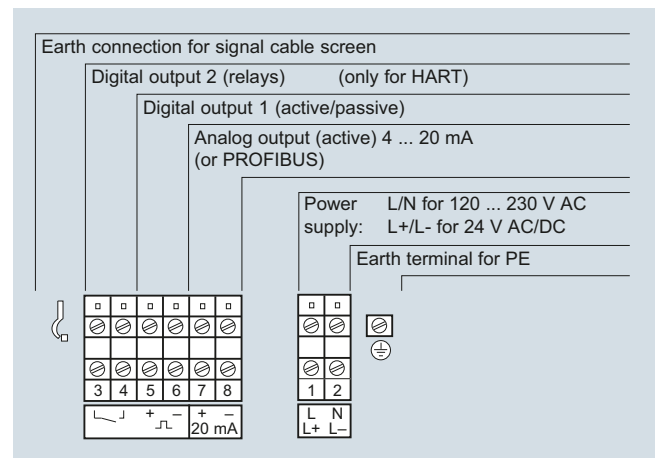 Earth connection for signal cable screen
Digital output 2 (relays) (only for HART)
Digital output 1 (active/passive)
Analog output (active) 4 ... 20 mA
(or PROFIBUS)
Power L/N for 120 ... 230 V AC
supply: L+/L- for 24 V AC/DC
Earth terminal for PE
3 4 5 6 7 8 1 2
+ – + – L N
20 mA L+ L–